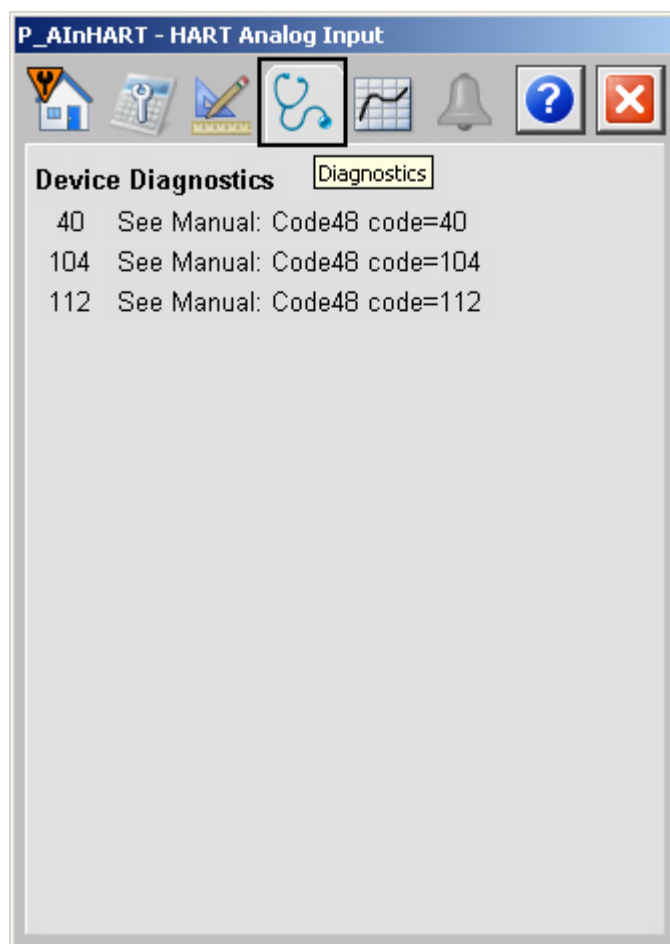 P_AInHART - HART Analog Input
?
Device Diagnostics
Diagnostics
40 See Manual: Code48 code=40
104 See Manual: Code48 code=104
112 See Manual: Code48 code=112